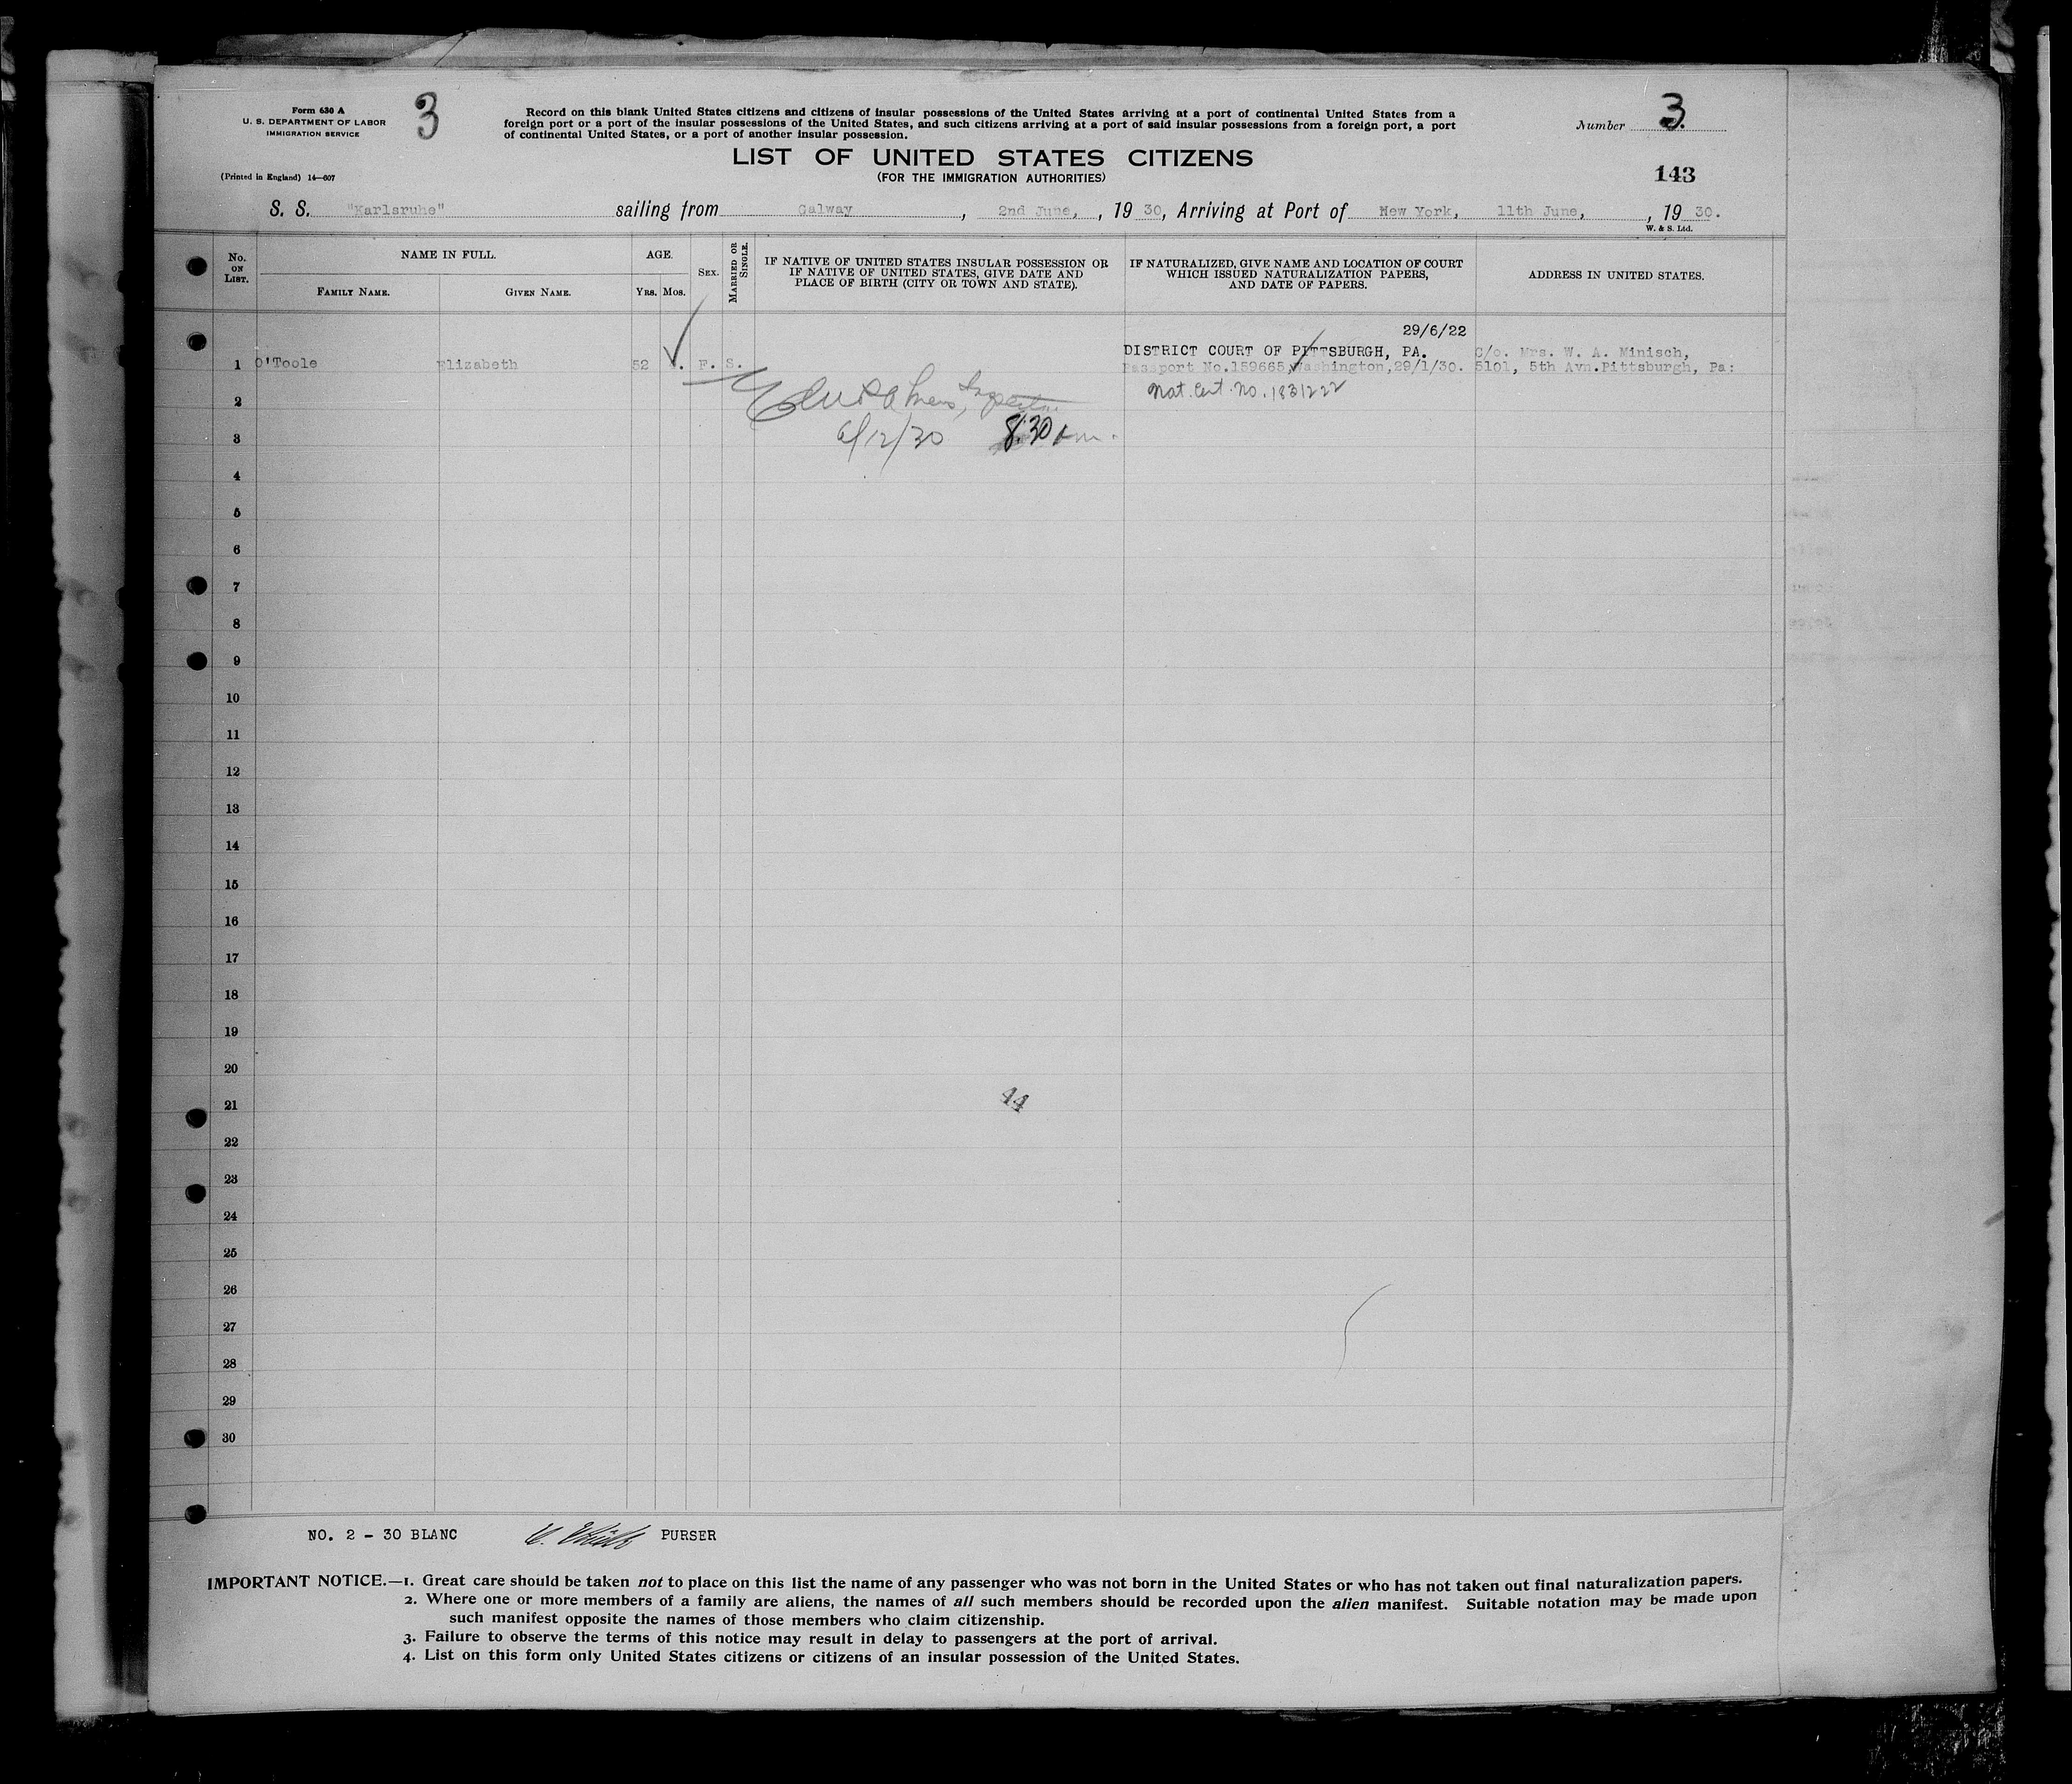 Form 630 A
U. S. DEPARTMENT OF LABOR
IMMIGRATION SERVICE
3
Record on this blank United States citizens and citizens of insular possessions of the United States arriving at a port of continental United States from a
foreign port or a port of the insular possessions of the United States, and such citizens arriving at a port of said insular possessions from a foreign port, a port
of continental United States, or a port of another insular possession.
Number 3
LIST OF UNITED STATES CITIZENS
(FOR THE IMMIGRATION AUTHORITIES)
(Printed in England) 14—607
143
S. S. "Karlsruhe" sailing from Galway, 2nd June, , 19 30, Arriving at Port of New York, 11th June, , 19 30.
W. & S. Ltd.
No. ON LIST.
NAME IN FULL.
FAMILY NAME.
GIVEN NAME.
AGE.
YRS. MOS.
SEX.
MARRIED OR SINGLE.
IF NATIVE OF UNITED STATES INSULAR POSSESSION OR
IF NATIVE OF UNITED STATES, GIVE DATE AND
PLACE OF BIRTH (CITY OR TOWN AND STATE).
IF NATURALIZED, GIVE NAME AND LOCATION OF COURT
WHICH ISSUED NATURALIZATION PAPERS,
AND DATE OF PAPERS.
ADDRESS IN UNITED STATES.
29/6/22
DISTRICT COURT OF PITTSBURGH, PA. C/o. Mrs. W. A. Minisch,
1 O'Toole Elizabeth 52 F. S. Passport No.159665, Washington,29/1/30. 5101, 5th Avn.Pittsburgh, Pa:
Nat. Cert. No. 1831222
2
6/12/30 8:30 am.
3
4
5
6
7
8
9
10
11
12
13
14
15
16
17
18
19
20
21
44
22
23
24
25
26
27
28
29
30
NO. 2 - 30 BLANC PURSER
IMPORTANT NOTICE.—1. Great care should be taken not to place on this list the name of any passenger who was not born in the United States or who has not taken out final naturalization papers.
2. Where one or more members of a family are aliens, the names of all such members should be recorded upon the alien manifest. Suitable notation may be made upon
such manifest opposite the names of those members who claim citizenship.
3. Failure to observe the terms of this notice may result in delay to passengers at the port of arrival.
4. List on this form only United States citizens or citizens of an insular possession of the United States.